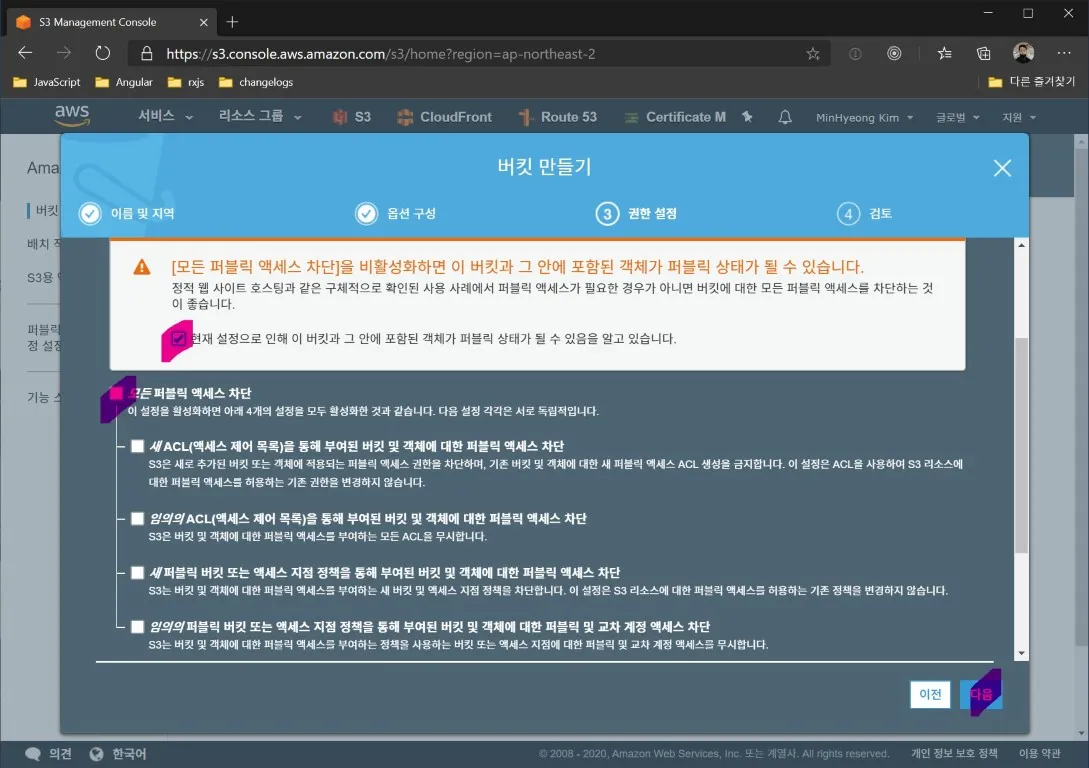 S3 Management Console
https://s3.console.aws.amazon.com/s3/home?region=ap-northeast-2
JavaScript Angular rxjs changelogs 다른 즐겨찾기
aws 서비스 리소스 그룹 S3 CloudFront Route 53 Certificate M MinHyeong Kim 글로벌 지원
Ama
버킷 만들기
이름 및 지역 옵션 구성 3 권한 설정 4 검토
버킷
배치
S3용
퍼블릭
정 설정
기능
[모든 퍼블릭 액세스 차단]을 비활성화하면 이 버킷과 그 안에 포함된 객체가 퍼블릭 상태가 될 수 있습니다.
정적 웹 사이트 호스팅과 같은 구체적으로 확인된 사용 사례에서 퍼블릭 액세스가 필요한 경우가 아니면 버킷에 대한 모든 퍼블릭 액세스를 차단하는 것
이 좋습니다.
현재 설정으로 인해 이 버킷과 그 안에 포함된 객체가 퍼블릭 상태가 될 수 있음을 알고 있습니다.
모든 퍼블릭 액세스 차단
이 설정을 활성화하면 아래 4개의 설정을 모두 활성화한 것과 같습니다. 다음 설정 각각은 서로 독립적입니다.
새 ACL(액세스 제어 목록)을 통해 부여된 버킷 및 객체에 대한 퍼블릭 액세스 차단
S3은 새로 추가된 버킷 또는 객체에 적용되는 퍼블릭 액세스 권한을 차단하며, 기존 버킷 및 객체에 대한 새 퍼블릭 액세스 ACL 생성을 금지합니다. 이 설정은 ACL을 사용하여 S3 리소스에
대한 퍼블릭 액세스를 허용하는 기존 권한을 변경하지 않습니다.
임의의 ACL(액세스 제어 목록)을 통해 부여된 버킷 및 객체에 대한 퍼블릭 액세스 차단
S3은 버킷 및 객체에 대한 퍼블릭 액세스를 부여하는 모든 ACL을 무시합니다.
새 퍼블릭 버킷 또는 액세스 지점 정책을 통해 부여된 버킷 및 객체에 대한 퍼블릭 액세스 차단
S3는 버킷 및 객체에 대한 퍼블릭 액세스를 부여하는 새 버킷 및 액세스 지점 정책을 차단합니다. 이 설정은 S3 리소스에 대한 퍼블릭 액세스를 허용하는 기존 정책을 변경하지 않습니다.
임의의 퍼블릭 버킷 또는 액세스 지점 정책을 통해 부여된 버킷 및 객체에 대한 퍼블릭 및 교차 계정 액세스 차단
S3는 버킷 및 객체에 대한 퍼블릭 액세스를 부여하는 정책을 사용하는 버킷 또는 액세스 지점에 대한 퍼블릭 및 교차 계정 액세스를 무시합니다.
이전 다음
의견 한국어 © 2008 - 2020, Amazon Web Services, Inc. 또는 계열사. All rights reserved. 개인 정보 보호 정책 이용 약관